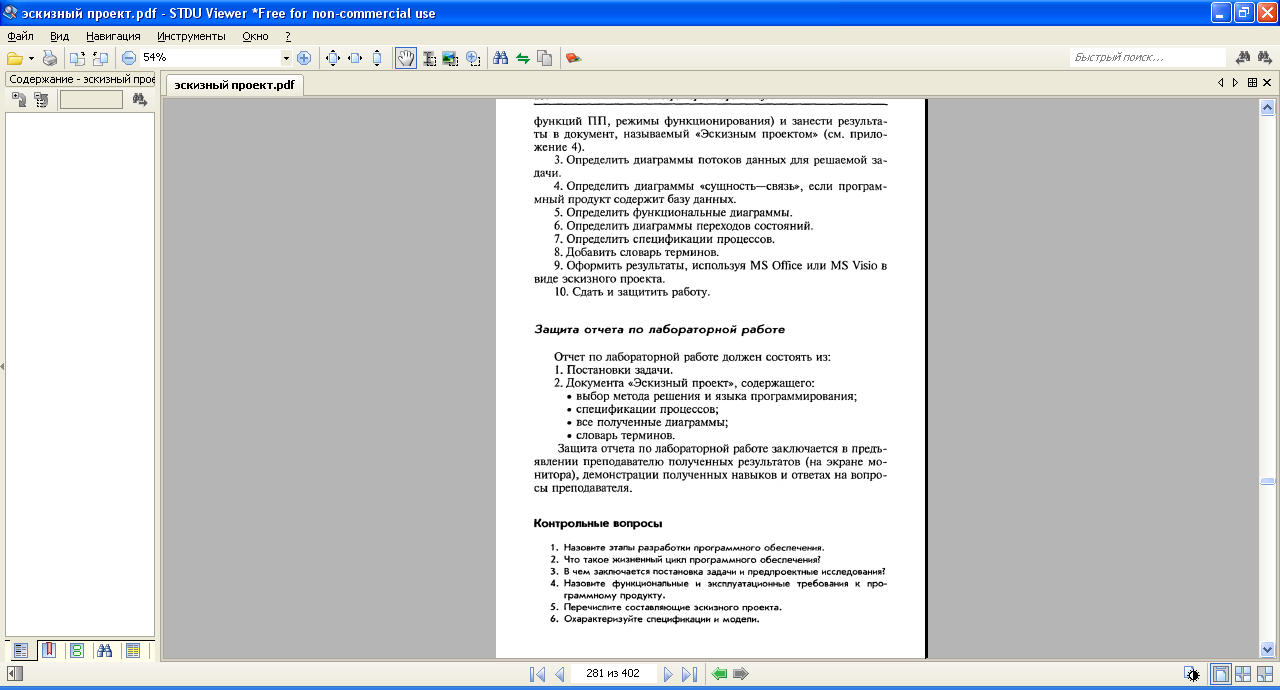 эскизный проект.pdf - STDU Viewer *Free for non-commercial use
Файл Вид Навигация Инструменты Окно ?
54%
Быстрый поиск...
Содержание - эскизный прое
эскизный проект.pdf
функций ПП, режимы функционирования) и занести результа-
ты в документ, называемый «Эскизным проектом» (см. прило-
жение 4).
3. Определить диаграммы потоков данных для решаемой за-
дачи.
4. Определить диаграммы «сущность—связь», если програм-
мный продукт содержит базу данных.
5. Определить функциональные диаграммы.
6. Определить диаграммы переходов состояний.
7. Определить спецификации процессов.
8. Добавить словарь терминов.
9. Оформить результаты, используя MS Office или MS Visio в
виде эскизного проекта.
10. Сдать и защитить работу.
Защита отчета по лабораторной работе
Отчет по лабораторной работе должен состоять из:
1. Постановки задачи.
2. Документа «Эскизный проект», содержащего:
• выбор метода решения и языка программирования;
• спецификации процессов;
• все полученные диаграммы;
• словарь терминов.
Защита отчета по лабораторной работе заключается в предъ-
явлении преподавателю полученных результатов (на экране мо-
нитора), демонстрации полученных навыков и ответах на вопро-
сы преподавателя.
Контрольные вопросы
1. Назовите этапы разработки программного обеспечения.
2. Что такое жизненный цикл программного обеспечения?
3. В чем заключается постановка задачи и предпроектные исследования?
4. Назовите функциональные и эксплуатационные требования к про-
граммному продукту.
5. Перечислите составляющие эскизного проекта.
6. Охарактеризуйте спецификации и модели.
281 из 402